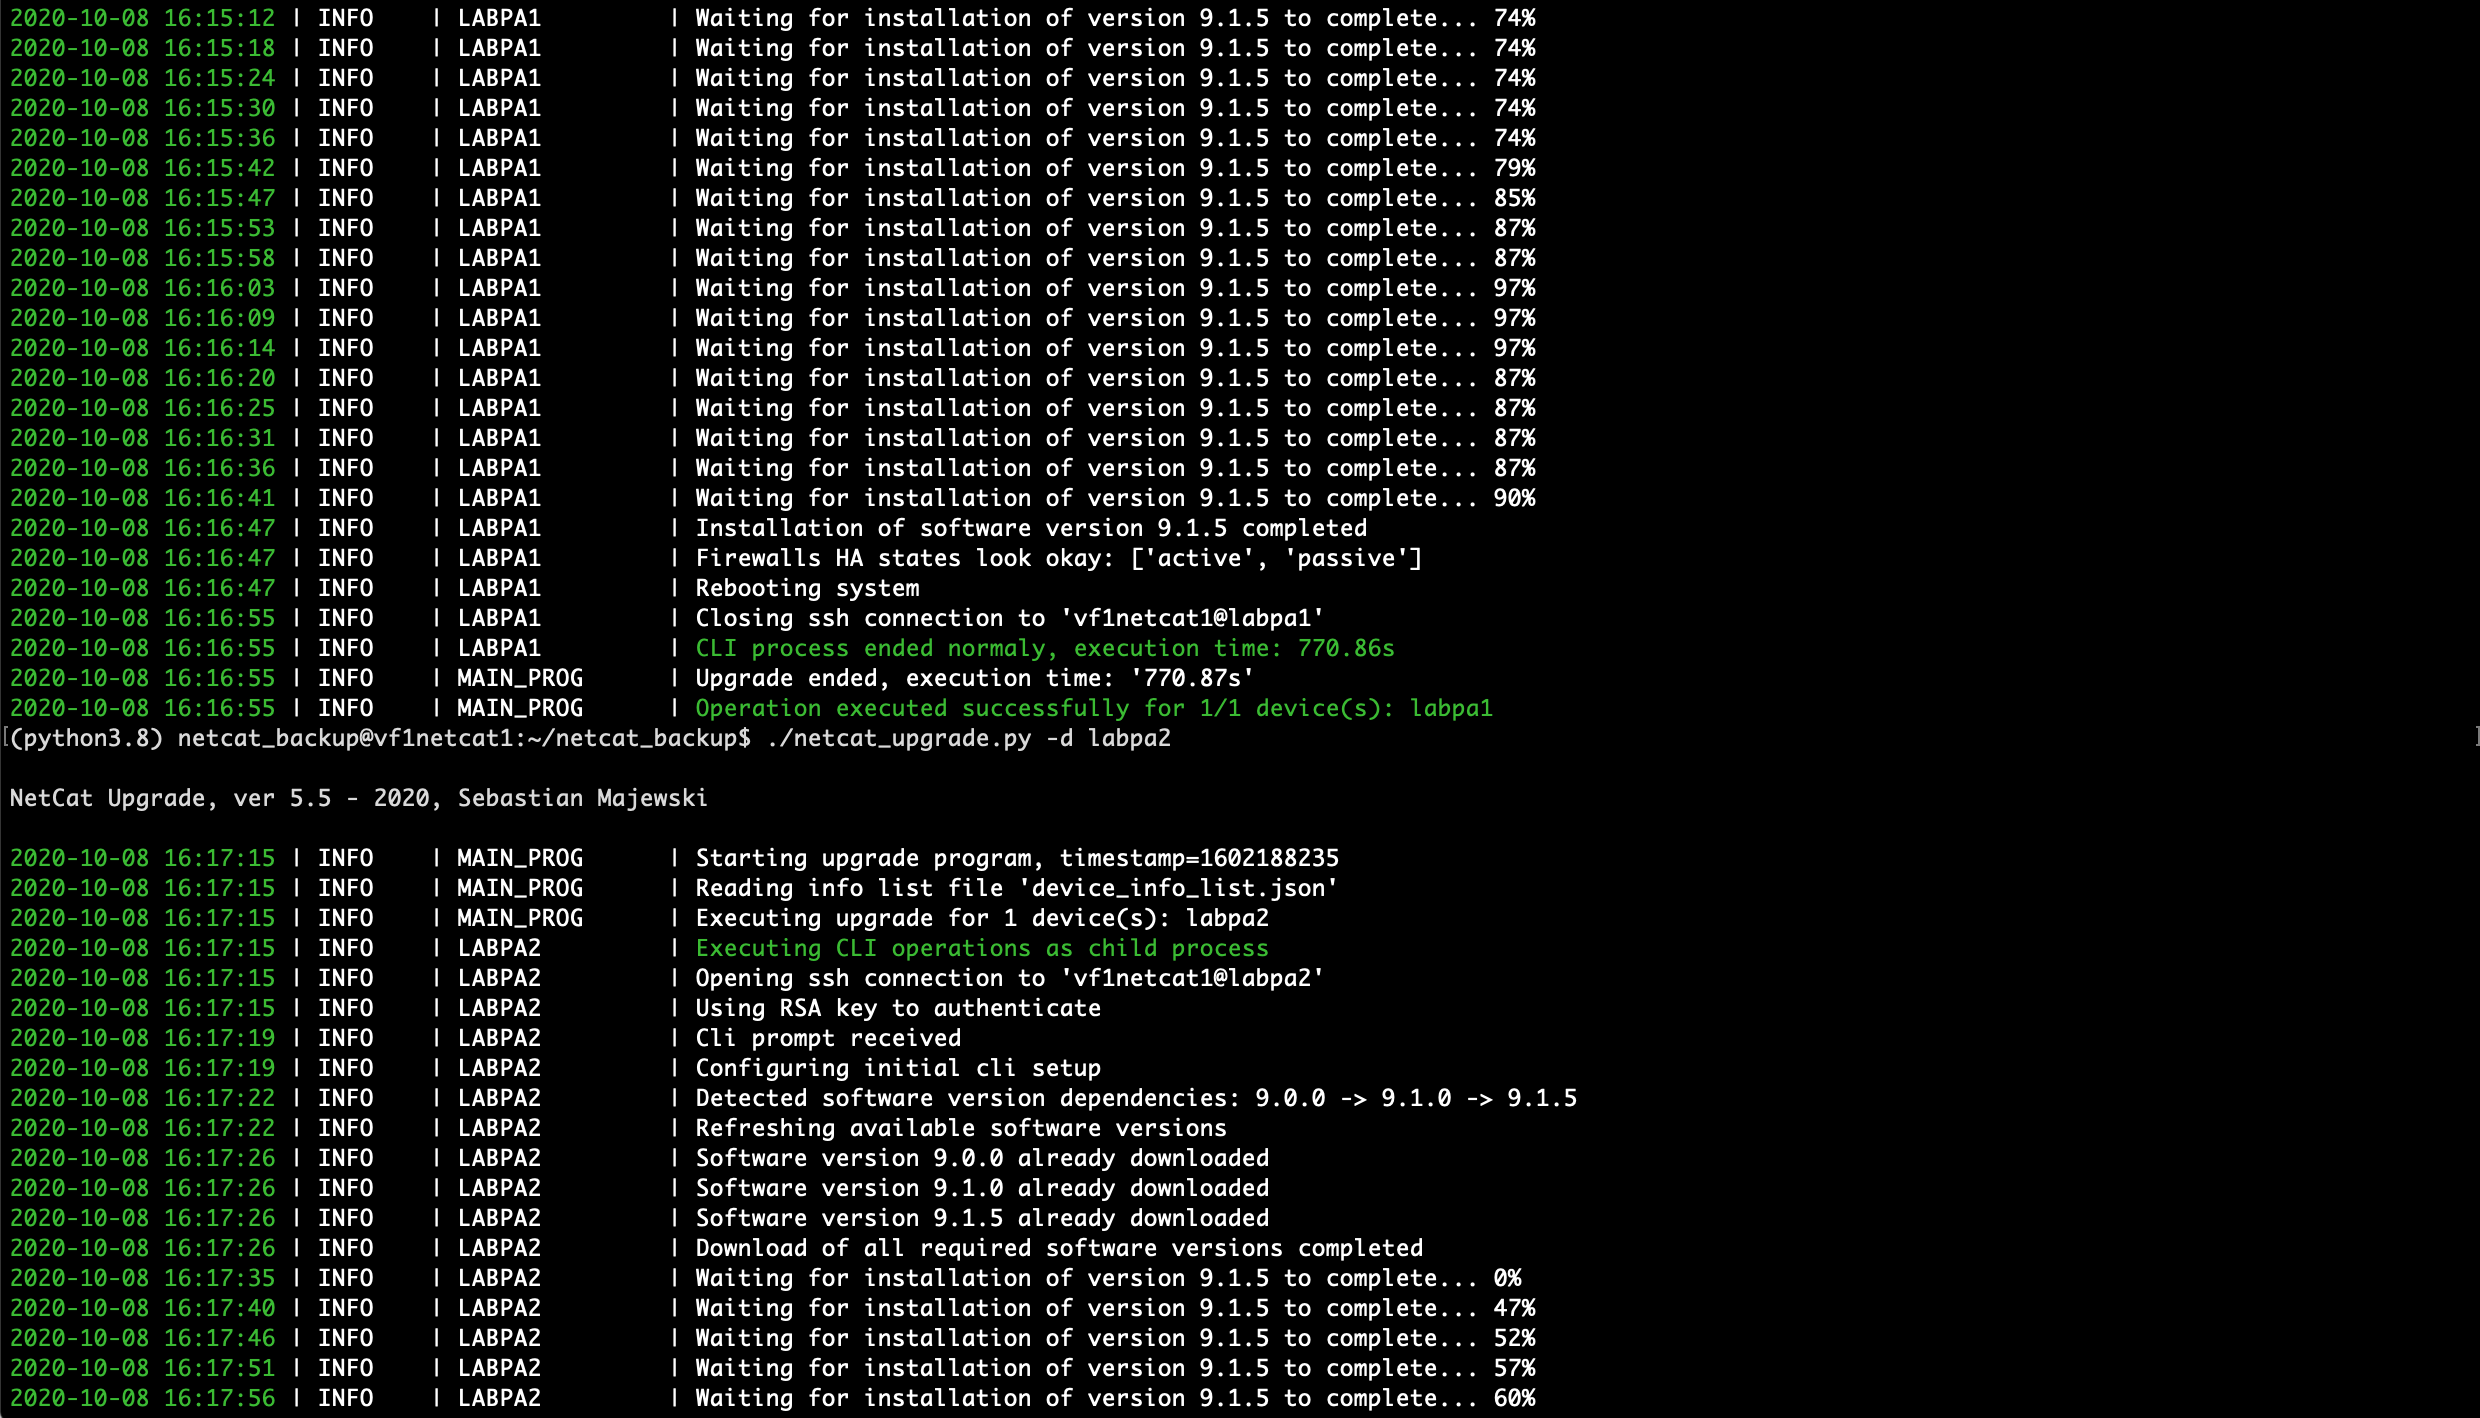 2020-10-08 16:15:12 | INFO | LABPA1 | Waiting for installation of version 9.1.5 to complete... 74%
2020-10-08 16:15:18 | INFO | LABPA1 | Waiting for installation of version 9.1.5 to complete... 74%
2020-10-08 16:15:24 | INFO | LABPA1 | Waiting for installation of version 9.1.5 to complete... 74%
2020-10-08 16:15:30 | INFO | LABPA1 | Waiting for installation of version 9.1.5 to complete... 74%
2020-10-08 16:15:36 | INFO | LABPA1 | Waiting for installation of version 9.1.5 to complete... 74%
2020-10-08 16:15:42 | INFO | LABPA1 | Waiting for installation of version 9.1.5 to complete... 79%
2020-10-08 16:15:47 | INFO | LABPA1 | Waiting for installation of version 9.1.5 to complete... 85%
2020-10-08 16:15:53 | INFO | LABPA1 | Waiting for installation of version 9.1.5 to complete... 87%
2020-10-08 16:15:58 | INFO | LABPA1 | Waiting for installation of version 9.1.5 to complete... 87%
2020-10-08 16:16:03 | INFO | LABPA1 | Waiting for installation of version 9.1.5 to complete... 97%
2020-10-08 16:16:09 | INFO | LABPA1 | Waiting for installation of version 9.1.5 to complete... 97%
2020-10-08 16:16:14 | INFO | LABPA1 | Waiting for installation of version 9.1.5 to complete... 97%
2020-10-08 16:16:20 | INFO | LABPA1 | Waiting for installation of version 9.1.5 to complete... 87%
2020-10-08 16:16:25 | INFO | LABPA1 | Waiting for installation of version 9.1.5 to complete... 87%
2020-10-08 16:16:31 | INFO | LABPA1 | Waiting for installation of version 9.1.5 to complete... 87%
2020-10-08 16:16:36 | INFO | LABPA1 | Waiting for installation of version 9.1.5 to complete... 87%
2020-10-08 16:16:41 | INFO | LABPA1 | Waiting for installation of version 9.1.5 to complete... 90%
2020-10-08 16:16:47 | INFO | LABPA1 | Installation of software version 9.1.5 completed
2020-10-08 16:16:47 | INFO | LABPA1 | Firewalls HA states look okay: ['active', 'passive']
2020-10-08 16:16:47 | INFO | LABPA1 | Rebooting system
2020-10-08 16:16:55 | INFO | LABPA1 | Closing ssh connection to 'vf1netcat1@labpa1'
2020-10-08 16:16:55 | INFO | LABPA1 | CLI process ended normaly, execution time: 770.86s
2020-10-08 16:16:55 | INFO | MAIN_PROG | Upgrade ended, execution time: '770.87s'
2020-10-08 16:16:55 | INFO | MAIN_PROG | Operation executed successfully for 1/1 device(s): labpa1
[(python3.8) netcat_backup@vf1netcat1:~/netcat_backup$ ./netcat_upgrade.py -d labpa2 ]
NetCat Upgrade, ver 5.5 - 2020, Sebastian Majewski
2020-10-08 16:17:15 | INFO | MAIN_PROG | Starting upgrade program, timestamp=1602188235
2020-10-08 16:17:15 | INFO | MAIN_PROG | Reading info list file 'device_info_list.json'
2020-10-08 16:17:15 | INFO | MAIN_PROG | Executing upgrade for 1 device(s): labpa2
2020-10-08 16:17:15 | INFO | LABPA2 | Executing CLI operations as child process
2020-10-08 16:17:15 | INFO | LABPA2 | Opening ssh connection to 'vf1netcat1@labpa2'
2020-10-08 16:17:15 | INFO | LABPA2 | Using RSA key to authenticate
2020-10-08 16:17:19 | INFO | LABPA2 | Cli prompt received
2020-10-08 16:17:19 | INFO | LABPA2 | Configuring initial cli setup
2020-10-08 16:17:22 | INFO | LABPA2 | Detected software version dependencies: 9.0.0 -> 9.1.0 -> 9.1.5
2020-10-08 16:17:22 | INFO | LABPA2 | Refreshing available software versions
2020-10-08 16:17:26 | INFO | LABPA2 | Software version 9.0.0 already downloaded
2020-10-08 16:17:26 | INFO | LABPA2 | Software version 9.1.0 already downloaded
2020-10-08 16:17:26 | INFO | LABPA2 | Software version 9.1.5 already downloaded
2020-10-08 16:17:26 | INFO | LABPA2 | Download of all required software versions completed
2020-10-08 16:17:35 | INFO | LABPA2 | Waiting for installation of version 9.1.5 to complete... 0%
2020-10-08 16:17:40 | INFO | LABPA2 | Waiting for installation of version 9.1.5 to complete... 47%
2020-10-08 16:17:46 | INFO | LABPA2 | Waiting for installation of version 9.1.5 to complete... 52%
2020-10-08 16:17:51 | INFO | LABPA2 | Waiting for installation of version 9.1.5 to complete... 57%
2020-10-08 16:17:56 | INFO | LABPA2 | Waiting for installation of version 9.1.5 to complete... 60%